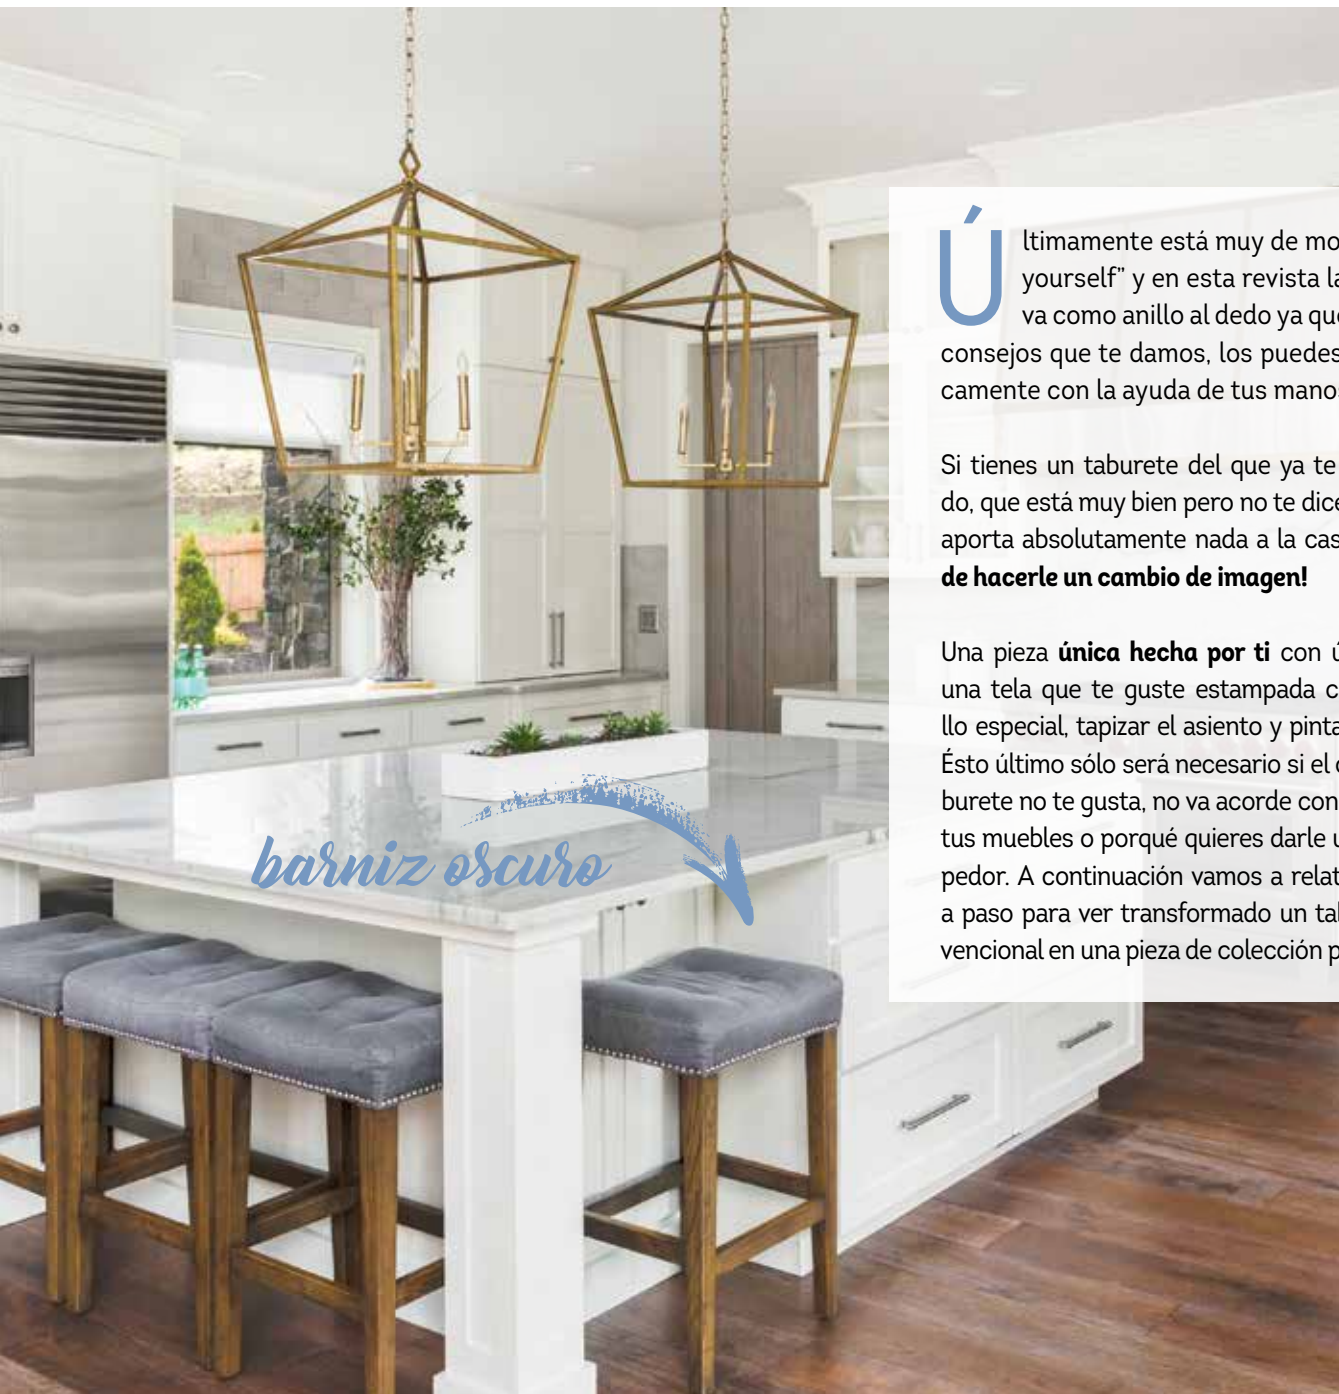 Últimamente está muy de mo
yourself” y en esta revista la
va como anillo al dedo ya que
consejos que te damos, los puedes
camente con la ayuda de tus mano
Si tienes un taburete del que ya te
do, que está muy bien pero no te dice
aporta absolutamente nada a la cas
de hacerle un cambio de imagen!
Una pieza única hecha por ti con ú
una tela que te guste estampada c
llo especial, tapizar el asiento y pinta
Ésto último sólo será necesario si el
burete no te gusta, no va acorde con
tus muebles o porqué quieres darle u
pedor. A continuación vamos a relat
a paso para ver transformado un ta
vencional en una pieza de colección p
barniz oscuro